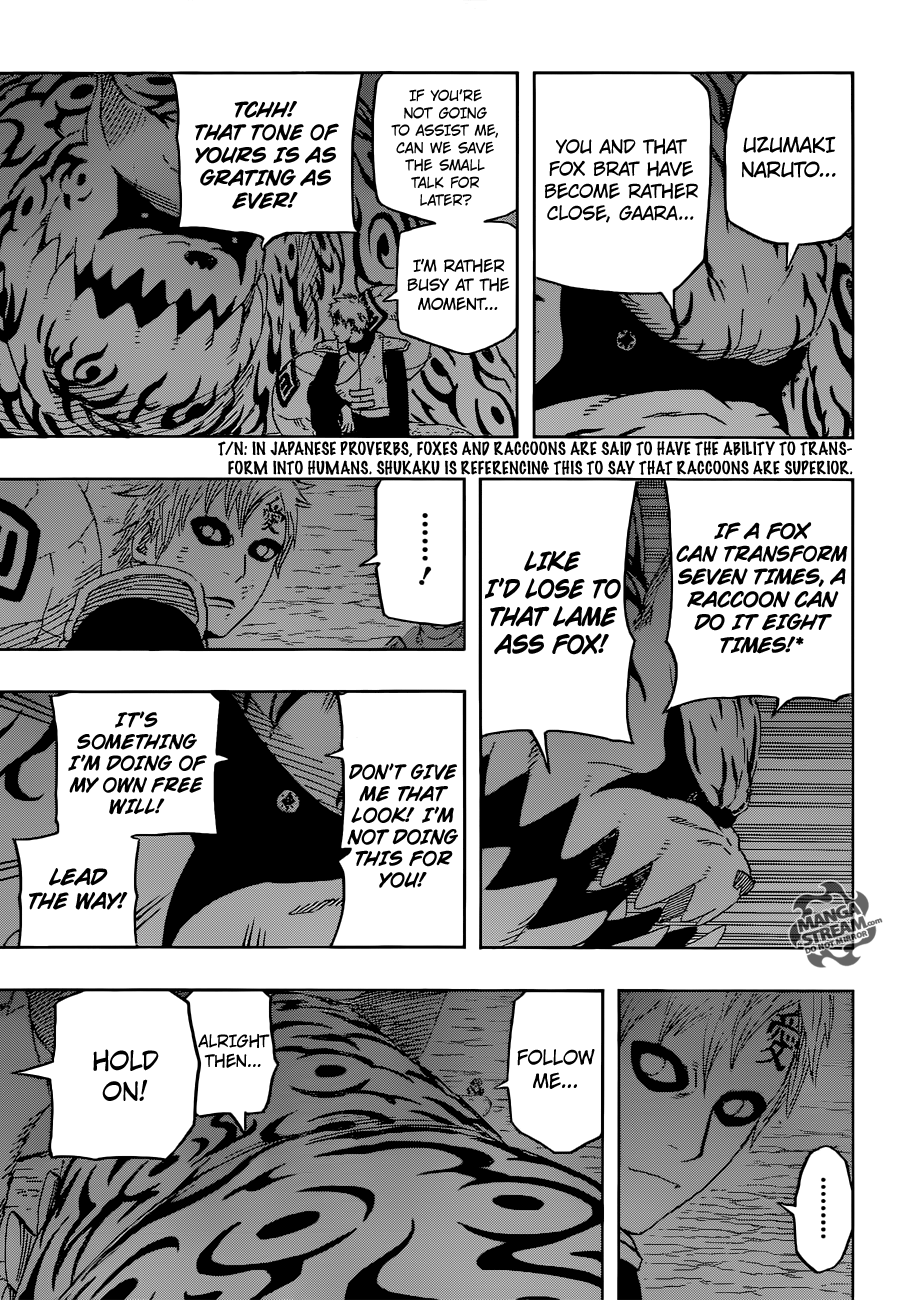 UZUMAKI
NARUTO...
YOU AND THAT
FOX BRAT HAVE
BECOME RATHER
CLOSE, GAARA...
IF YOU'RE
NOT GOING
TO ASSIST ME,
CAN WE SAVE
THE SMALL
TALK FOR
LATER?
I'M RATHER
BUSY AT THE
MOMENT...
TCHH!
THAT TONE OF
YOURS IS AS
GRATING AS
EVER!
T/N: IN JAPANESE PROVERBS, FOXES AND RACCOONS ARE SAID TO HAVE THE ABILITY TO TRANS-
FORM INTO HUMANS. SHUKAKU IS REFERENCING THIS TO SAY THAT RACCOONS ARE SUPERIOR.
IF A FOX
CAN TRANSFORM
SEVEN TIMES, A
RACCOON CAN
DO IT EIGHT
TIMES!*
LIKE
I'D LOSE TO
THAT LAME
ASS FOX!
........!
愛
DON'T GIVE
ME THAT
LOOK! I'M
NOT DOING
THIS FOR
YOU!
IT'S
SOMETHING
I'M DOING OF
MY OWN FREE
WILL!
LEAD
THE WAY!
MANGA
STREAM.com
DO NOT MIRROR
愛
........
FOLLOW
ME...
ALRIGHT
THEN...
HOLD
ON!